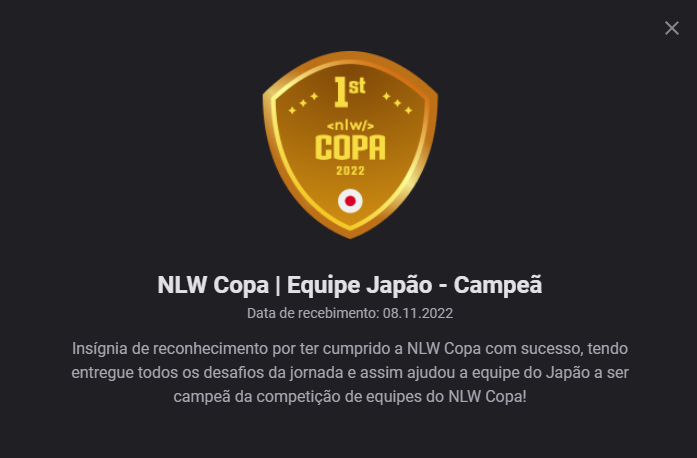 1st
<nlw/>
COPA
2022
NLW Copa | Equipe Japão - Campeã
Data de recebimento: 08.11.2022
Insígnia de reconhecimento por ter cumprido a NLW Copa com sucesso, tendo
entregue todos os desafios da jornada e assim ajudou a equipe do Japão a ser
campeã da competição de equipes do NLW Copa!